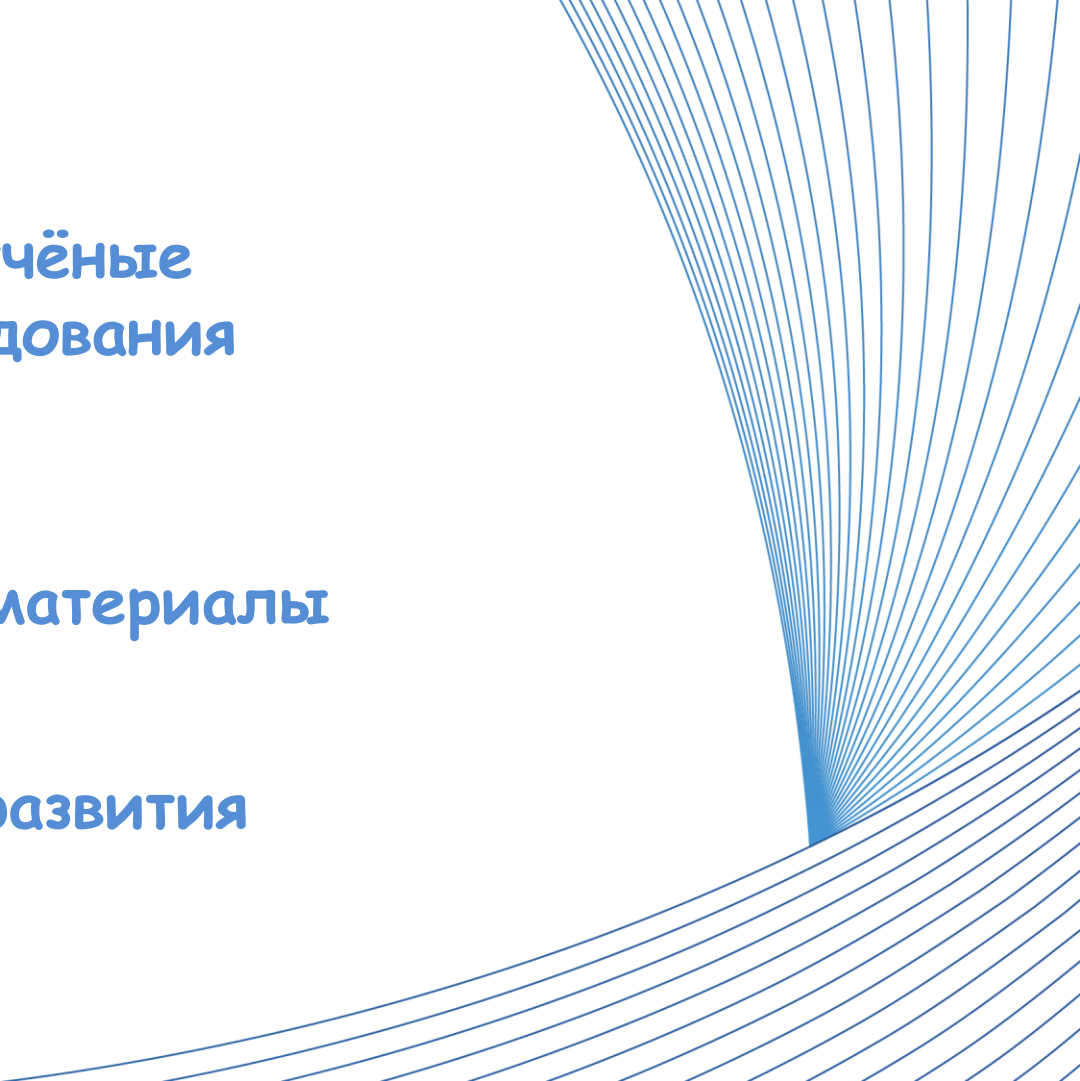 чёные
дования
материалы
развития